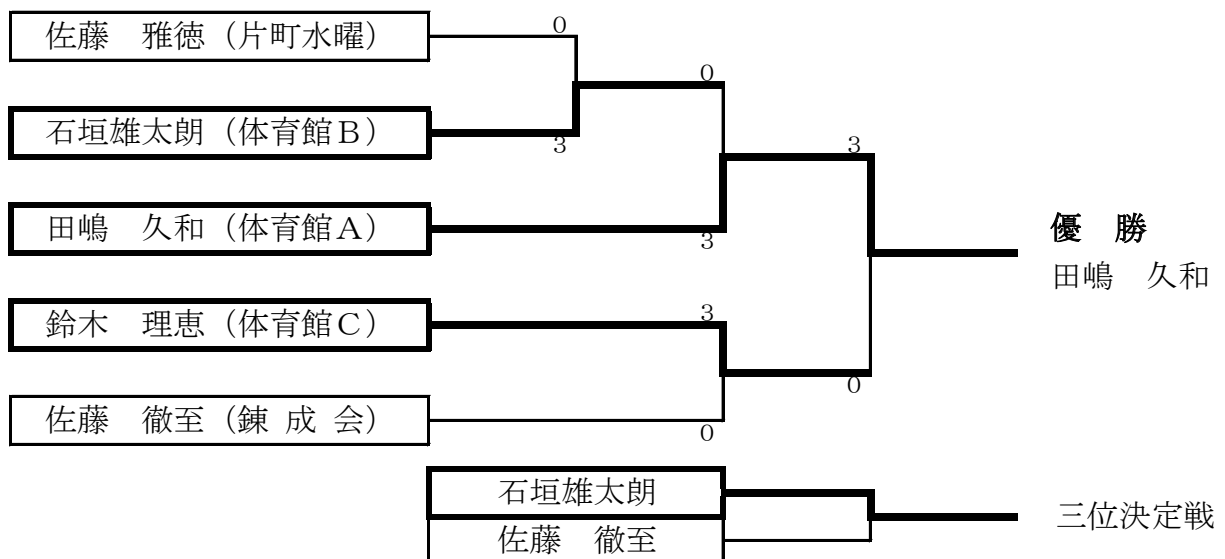 佐藤　雅徳（片町水曜）
0
0
石垣雄太朗（体育館Ｂ）
3
3
田嶋　久和（体育館Ａ）
3
優　勝
田嶋　久和
鈴木　理恵（体育館Ｃ）
3
0
佐藤　徹至（錬 成 会）
0
石垣雄太朗
三位決定戦
佐藤　徹至